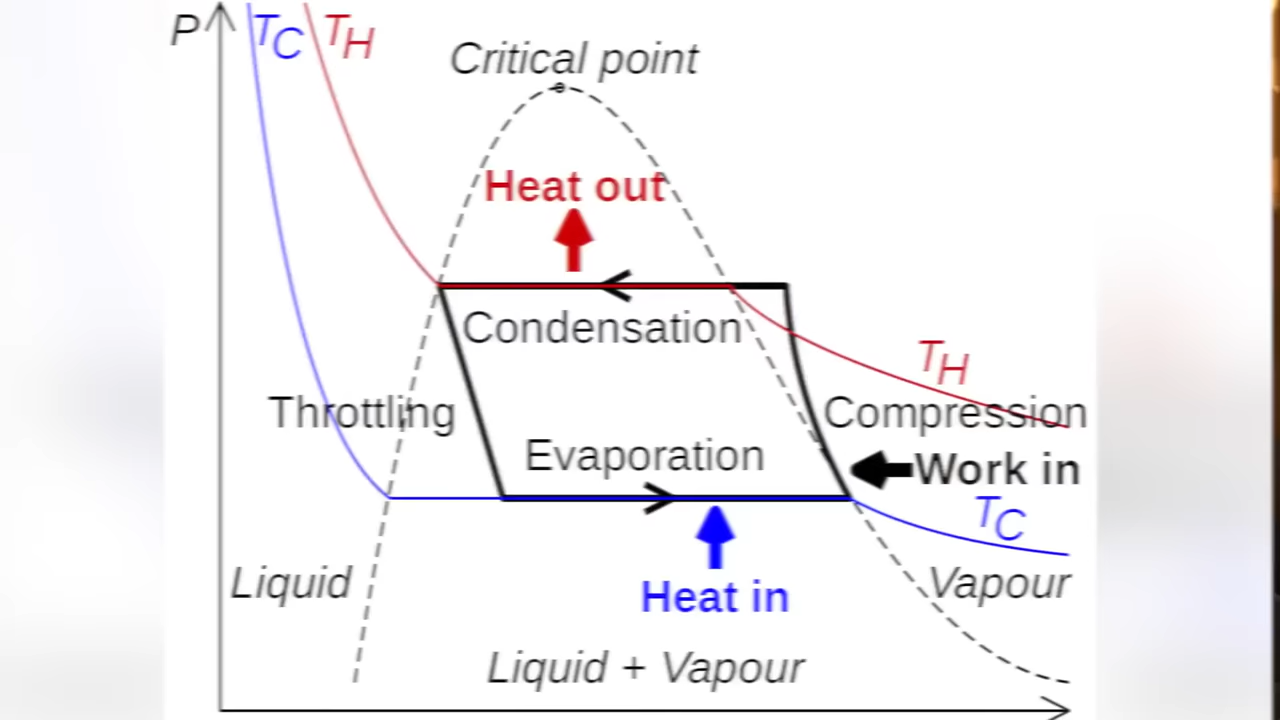 P
TC
TH
Critical point
Heat out
Condensation
TH
Throttling
Compression
Evaporation
Work in
TC
Liquid
Heat in
Vapour
Liquid + Vapour